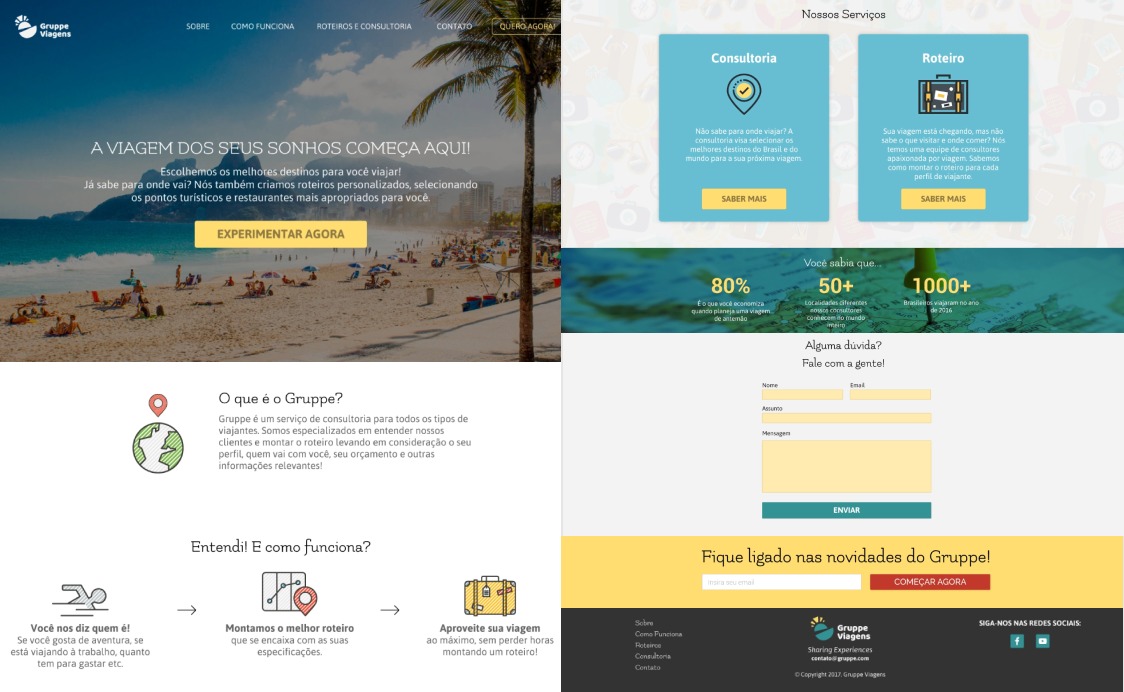 Gruppe
Viagens
SOBRE
COMO FUNCIONA
ROTEIROS E CONSULTORIA
CONTATO
QUERO AGORA!
A VIAGEM DOS SEUS SONHOS COMEÇA AQUI!
Escolhemos os melhores destinos para você viajar!
Já sabe para onde vai? Nós também criamos roteiros personalizados, selecionando
os pontos turísticos e restaurantes mais apropriados para você.
EXPERIMENTAR AGORA
O que é o Gruppe?
Gruppe é um serviço de consultoria para todos os tipos de
viajantes. Somos especializados em entender nossos
clientes e montar o roteiro levando em consideração o seu
perfil, quem vai com você, seu orçamento e outras
informações relevantes!
Entendi! E como funciona?
Você nos diz quem é!
Se você gosta de aventura, se
está viajando à trabalho, quanto
tem para gastar etc.
Montamos o melhor roteiro
que se encaixa com as suas
especificações.
Aproveite sua viagem
ao máximo, sem perder horas
montando um roteiro!
Nossos Serviços
Consultoria
Não sabe para onde viajar? A
consultoria visa selecionar os
melhores destinos do Brasil e do
mundo para a sua próxima viagem.
SABER MAIS
Roteiro
Sua viagem está chegando, mas não
sabe o que visitar e onde comer? Nós
temos uma equipe de consultores
apaixonada por viagem. Sabemos
como montar o roteiro para cada
perfil de viajante.
SABER MAIS
Você sabia que...
80%
É o que você economiza
quando planeja uma viagem
de antemão
50+
Localidades diferentes
nossos consultores
conhecem no mundo
inteiro
1000+
Brasileiros viajaram no ano
de 2016
Alguma dúvida?
Fale com a gente!
Nome
Email
Assunto
Mensagem
ENVIAR
Fique ligado nas novidades do Gruppe!
Insira seu email
COMEÇAR AGORA
Sobre
Como Funciona
Roteiros
Consultoria
Contato
Gruppe
Viagens
Sharing Experiences
contato@gruppe.com
© Copyright 2017. Gruppe Viagens
SIGA-NOS NAS REDES SOCIAIS: